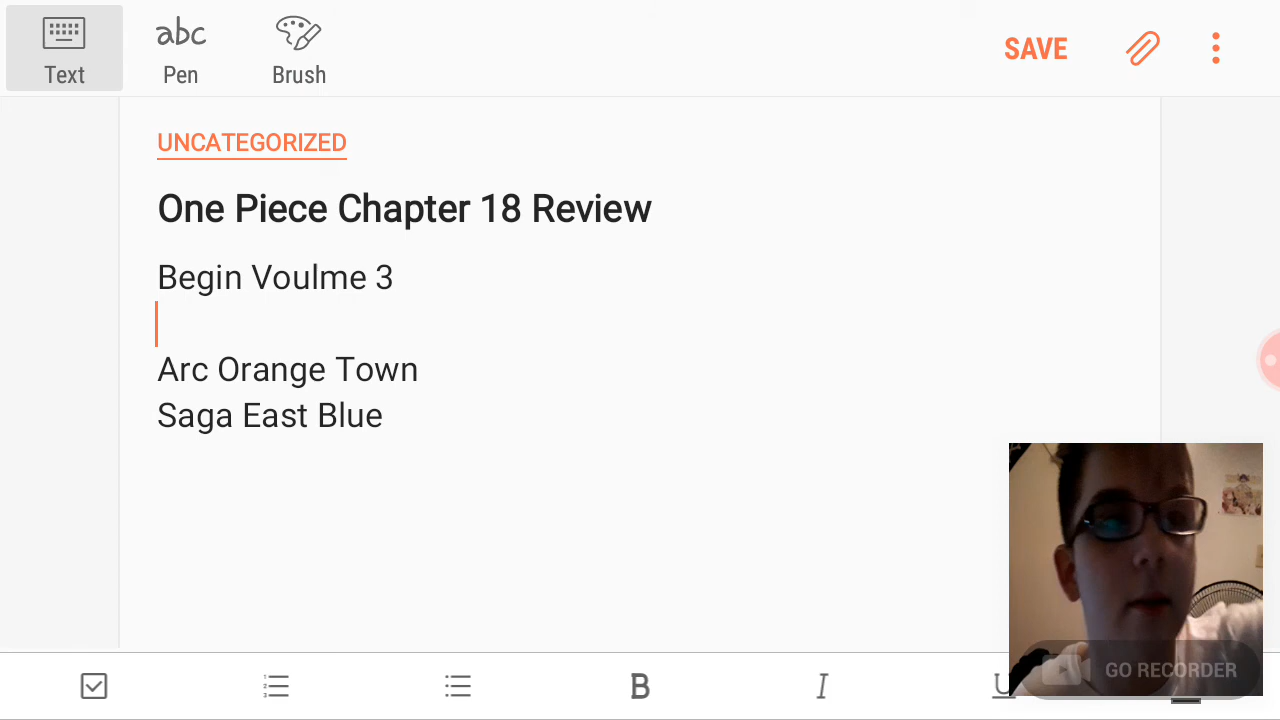 Text
abc
Pen
Brush
SAVE
UNCATEGORIZED
One Piece Chapter 18 Review
Begin Voulme 3
Arc Orange Town
Saga East Blue
B
I
U
GO RECORDER